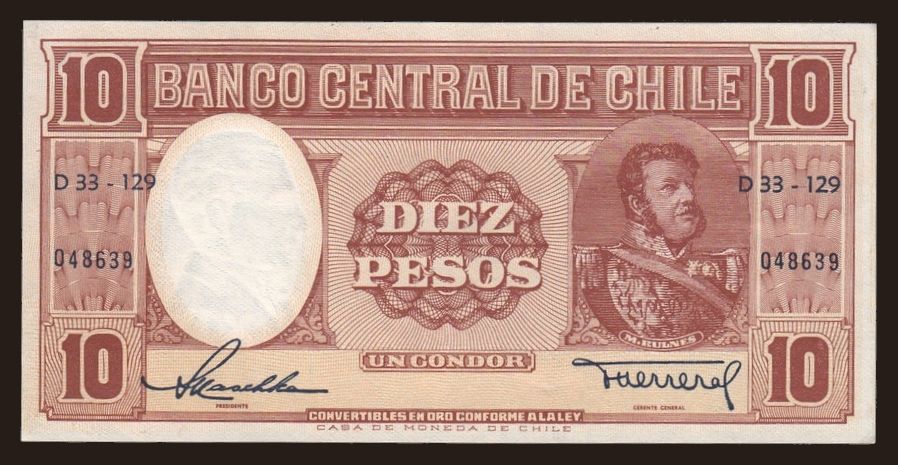 10 BANCO CENTRAL DE CHILE 10
D 33 - 129 D 33 - 129
DIEZ
PESOS
048639 048639
M. BULNES
10 UN CONDOR 10
PRESIDENTE GERENTE GENERAL
CONVERTIBLES EN ORO CONFORME A LA LEY
CASA DE MONEDA DE CHILE